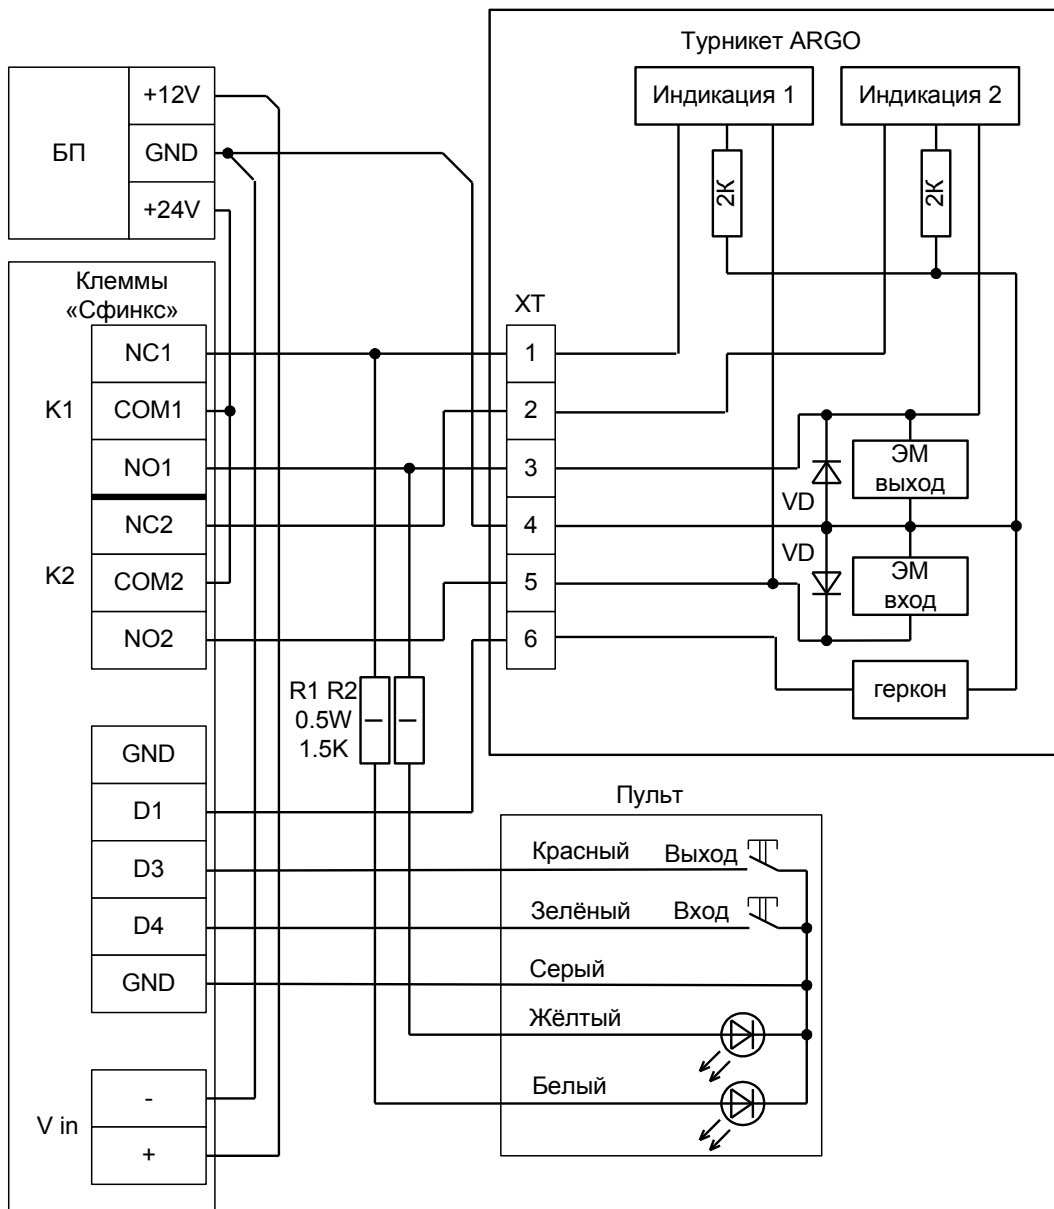 Турникет ARGO
Индикация 1
Индикация 2
2К
2К
БП
+12V
GND
+24V
Клеммы
«Сфинкс»
K1
NC1
COM1
NO1
K2
NC2
COM2
NO2
XT
1
2
3
4
5
6
VD
ЭМ
выход
VD
ЭМ
вход
геркон
R1 R2
0.5W
1.5K
GND
D1
D3
D4
GND
V in
-
+
Пульт
Красный Выход
Зелёный Вход
Серый
Жёлтый
Белый